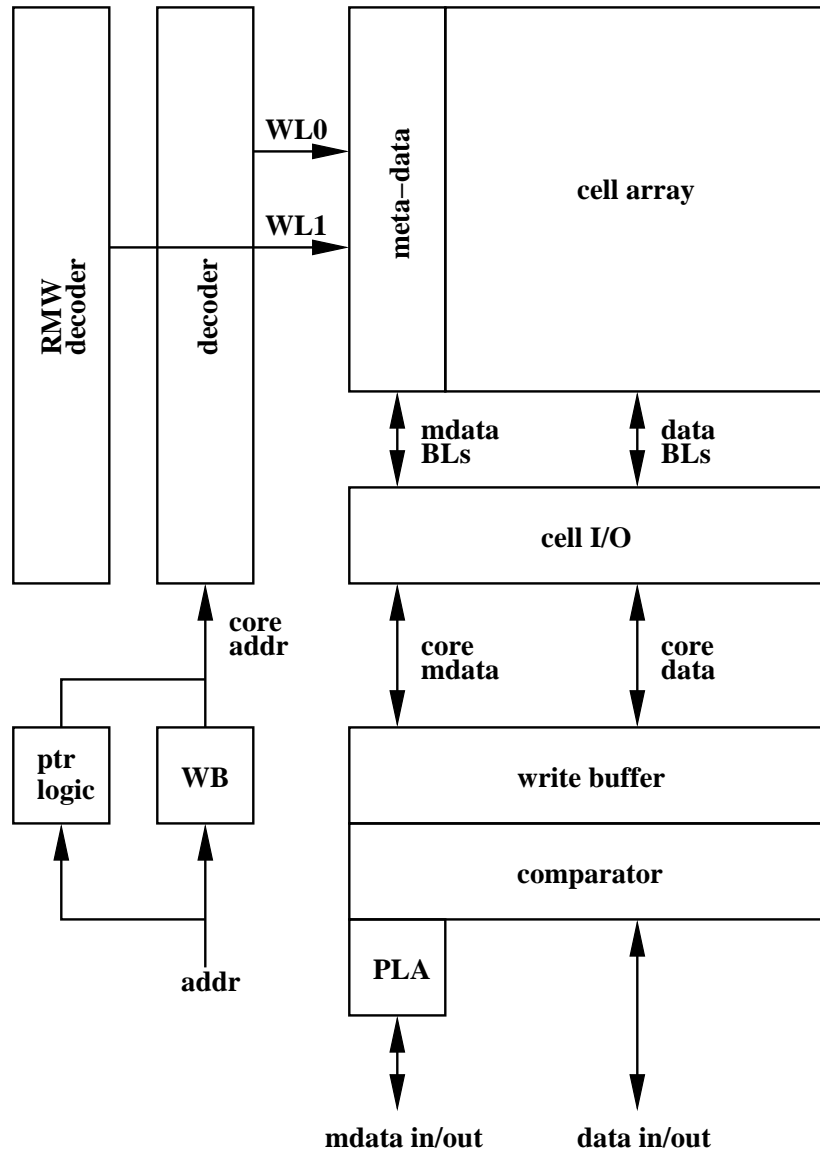 WL0
WL1
RMW
decoder
decoder
meta−data
cell array
mdata
BLs
data
BLs
cell I/O
core
addr
core
mdata
core
data
ptr
logic
WB
write buffer
comparator
PLA
addr
mdata in/out
data in/out